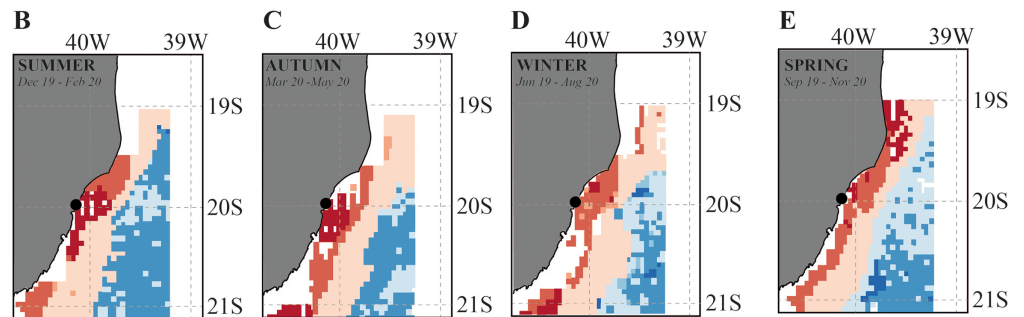 B
40W 39W
SUMMER
Dec 19 - Feb 20
19S
20S
21S
C
40W 39W
AUTUMN
Mar 20 -May 20
19S
20S
21S
D
40W 39W
WINTER
Jun 19 - Aug 20
19S
20S
21S
E
40W 39W
SPRING
Sep 19 - Nov 20
19S
20S
21S